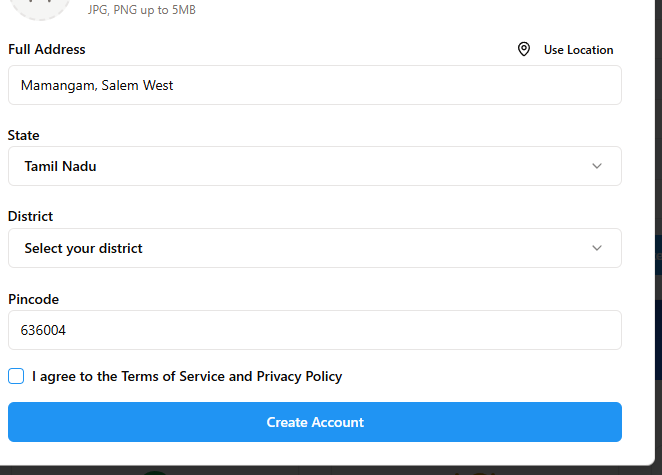 JPG, PNG up to 5MB
Full Address
Use Location
Mamangam, Salem West
State
Tamil Nadu
District
Select your district
Pincode
636004
I agree to the Terms of Service and Privacy Policy
Create Account